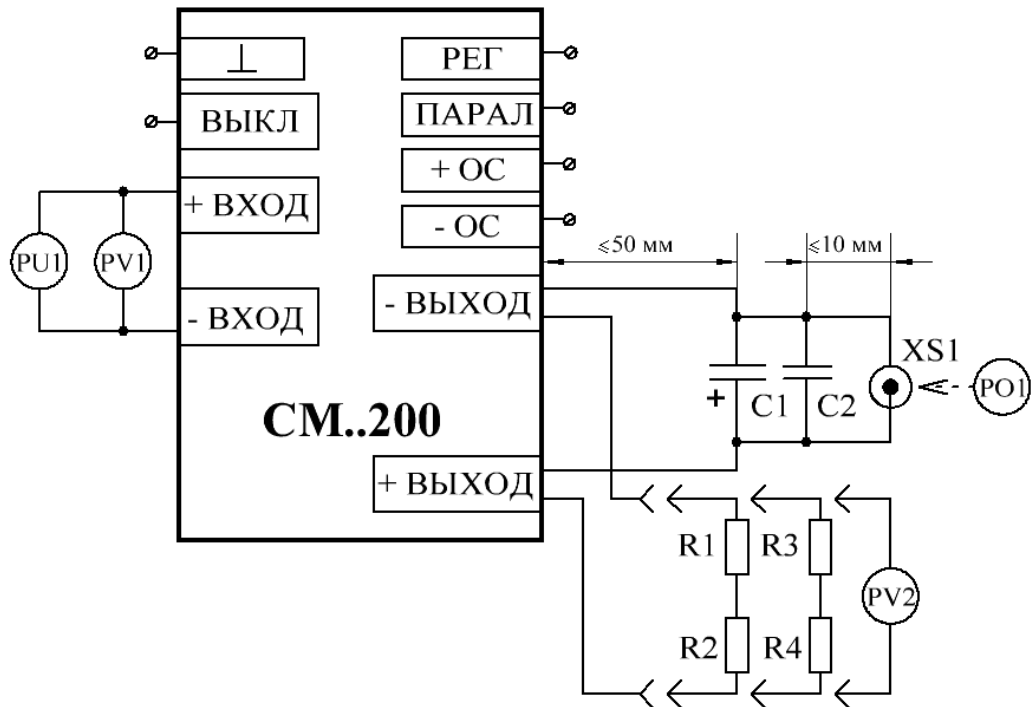 ⊥
РЕГ
ВЫКЛ
ПАРАЛ
+ ВХОД
+ ОС
- ОС
⩽50 мм
⩽10 мм
PU1
PV1
- ВХОД
- ВЫХОД
XS1
PO1
+
C1
C2
СМ..200
+ ВЫХОД
R1
R3
PV2
R2
R4